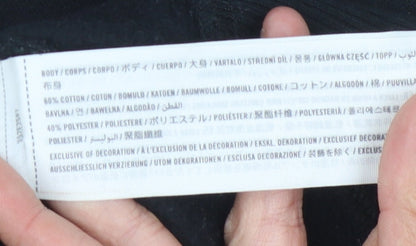 BODY / CORPS / CORPO / ボディ / CUERPO / 大身 / VARTALO / STŘEDNÍ DÍL / 몸통 / GŁÓWNA CZĘŚĆ / TOPP /
布身
60% COTTON / COTON / BOMULD / KATOEN / BAUMWOLLE / BOMULL / COTONE / コットン / ALGODÓN / 棉 / PUUVILLA
BAVLNA / 면 / BAWEŁNA / ALGODÃO / القطن /
40% POLYESTER / POLIESTERE / ポリエステル / POLIÉSTER / 聚酯纤维 / POLYESTERI / 폴리에스테르
POLIESTER / البوليستر / 聚酯纖維
EXCLUSIVE OF DECORATION / À L'EXCLUSION DE LA DÉCORATION / EKSKL. DEKORATION / EXCLUSIEF DECORATION
AUSSCHLIESSLICH VERZIERUNG / UTOM DEKORATIONEN / ESCLUSA DECORAZIONE / 装飾を除く / EXCLUS